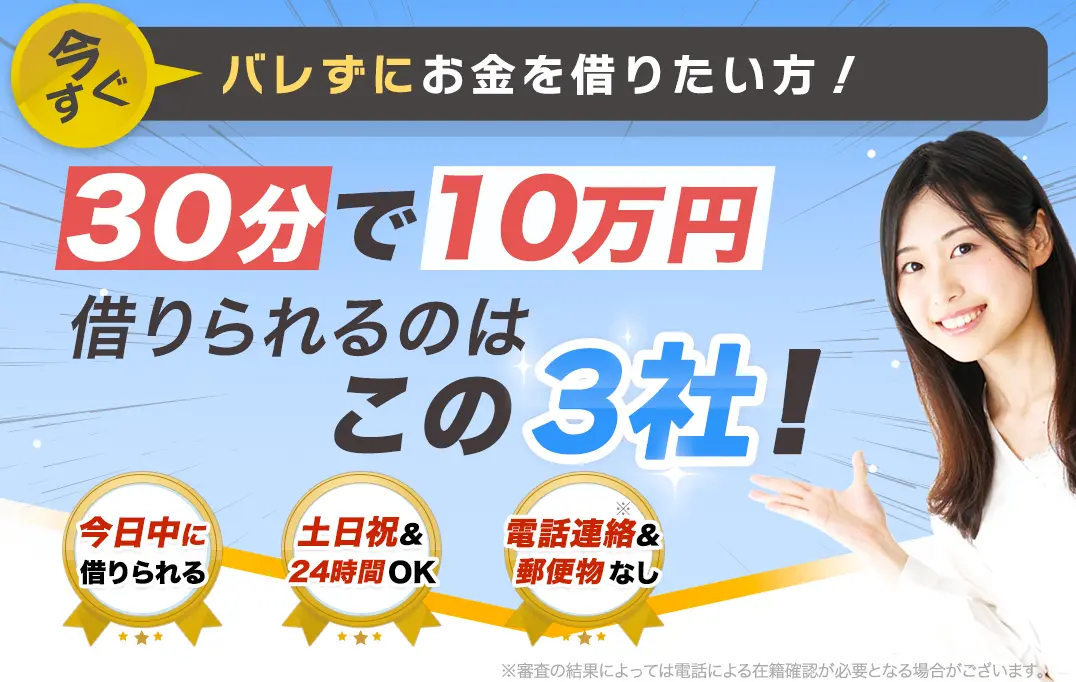 今すぐ
バレずにお金を借りたい方！
30分で10万円
借りられるのは
この3社！
今日中に
借りられる
土日祝&
24時間OK
電話連絡※&
郵便物なし
※審査の結果によっては電話による在籍確認が必要となる場合がございます。